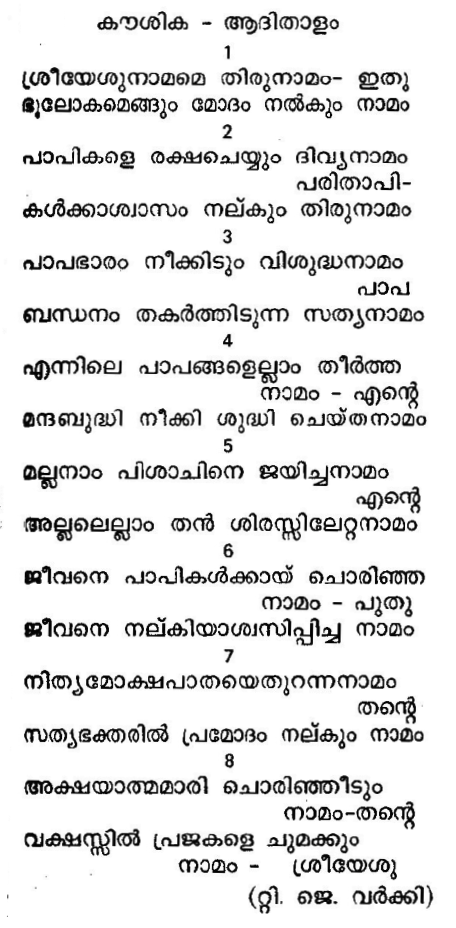 കൗശിക – ആദിതാളം
1
ശ്രീയേശുനാമമെ തിരുനാമം– ഇതു
ഭൂലോകമെങ്ങും മോദം നൽകും നാമം
2
പാപികളെ രക്ഷചെയ്യും ദിവ്യനാമം
പരിതാപി–
കൾക്കാശ്വാസം നല്കും തിരുനാമം
3
പാപഭാരം നീക്കിടും വിശുദ്ധനാമം
പാപ
ബന്ധനം തകർത്തിടുന്ന സത്യനാമം
4
എന്നിലെ പാപങ്ങളെല്ലാം തീർത്ത
നാമം – എന്റെ
മന്ദബുദ്ധി നീക്കി ശുദ്ധി ചെയ്തനാമം
5
മല്ലനാം പിശാചിനെ ജയിച്ചനാമം
എന്റെ
അല്ലലെല്ലാം തൻ ശിരസ്സിലേറ്റനാമം
6
ജീവനെ പാപികൾക്കായ് ചൊരിഞ്ഞ
നാമം – പുതു
ജീവനെ നല്കിയാശ്വസിപ്പിച്ച നാമം
7
നിത്യമോക്ഷപാതയെതുറന്നനാമം
തന്റെ
സത്യഭക്തരിൽ പ്രമോദം നല്കും നാമം
8
അക്ഷയാത്മമാരി ചൊരിഞ്ഞീടും
നാമം–തന്റെ
വക്ഷസ്സിൽ പ്രജകളെ ചുമക്കും
നാമം – ശ്രീയേശു
(റ്റി. ജെ. വർക്കി)